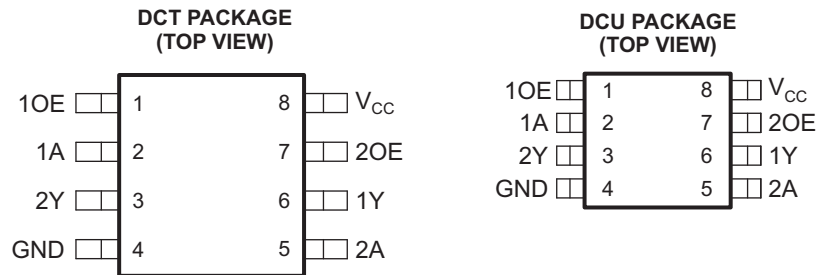 DCT PACKAGE
(TOP VIEW)
1OE 1 8 VCC
1A 2 7 2OE
2Y 3 6 1Y
GND 4 5 2A
DCU PACKAGE
(TOP VIEW)
1OE 1 8 VCC
1A 2 7 2OE
2Y 3 6 1Y
GND 4 5 2A